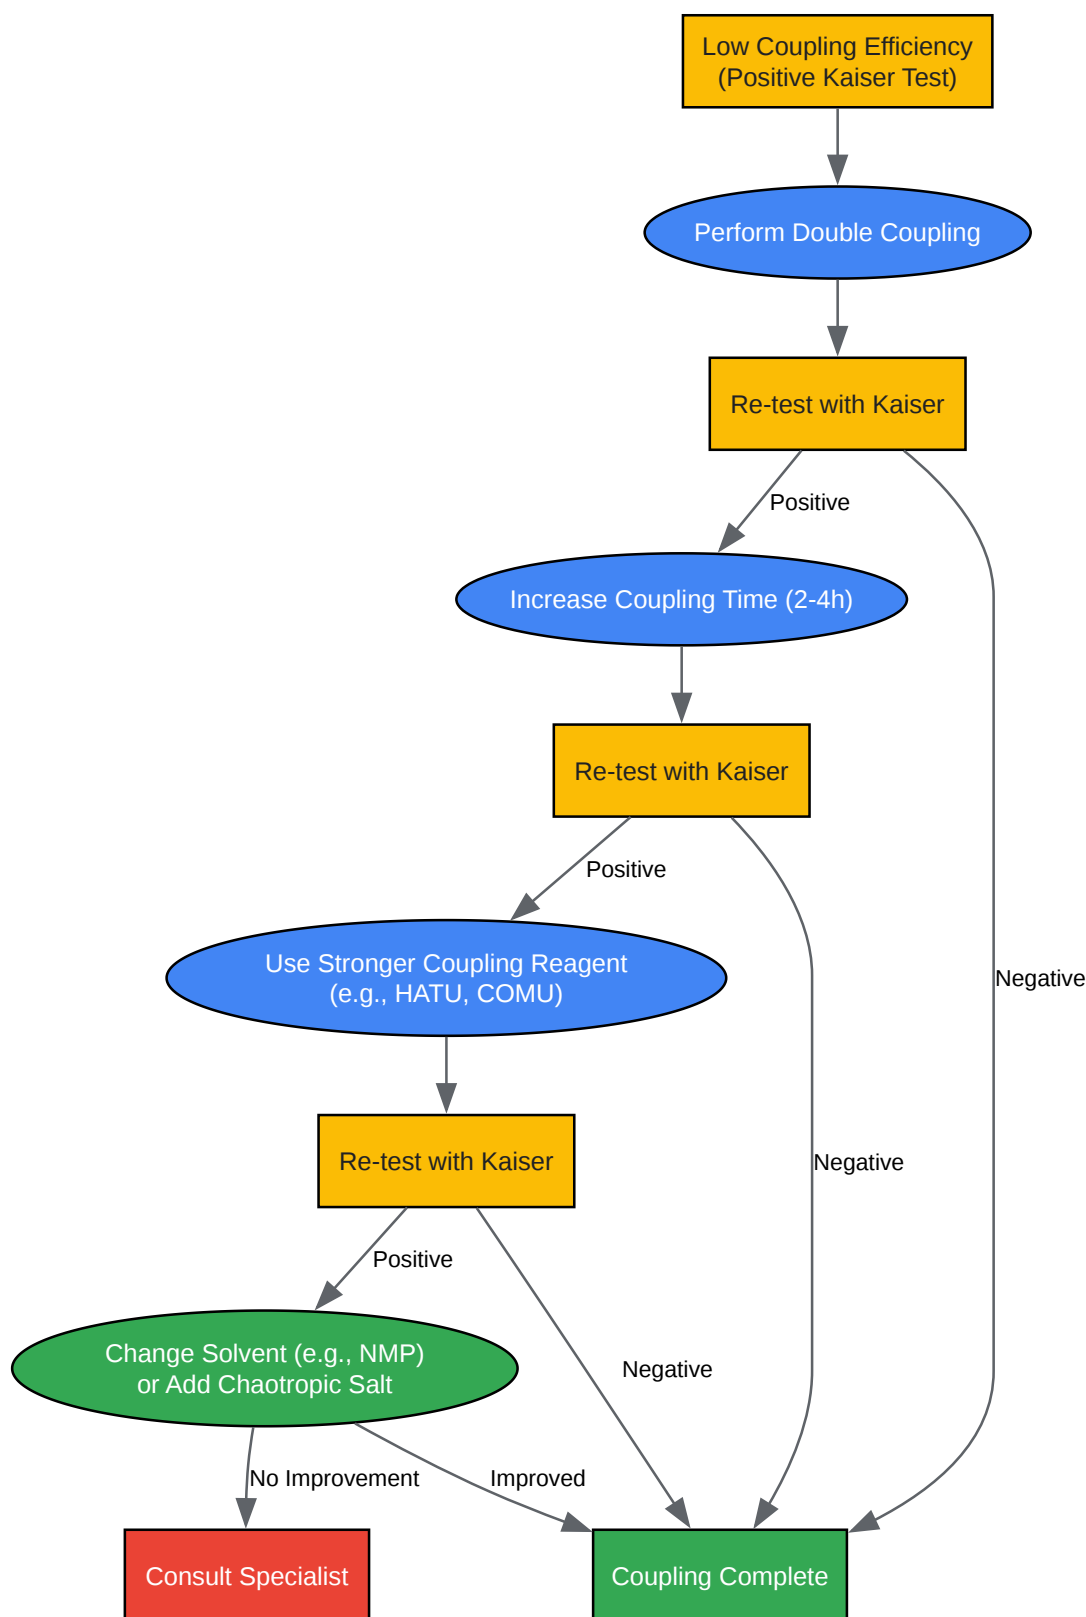 Low Coupling Efficiency
(Positive Kaiser Test)
Perform Double Coupling
Re-test with Kaiser
Positive
Increase Coupling Time (2-4h)
Re-test with Kaiser
Positive
Use Stronger Coupling Reagent
(e.g., HATU, COMU)
Negative
Re-test with Kaiser
Negative
Positive
Change Solvent (e.g., NMP)
or Add Chaotropic Salt
Negative
No Improvement
Improved
Consult Specialist
Coupling Complete